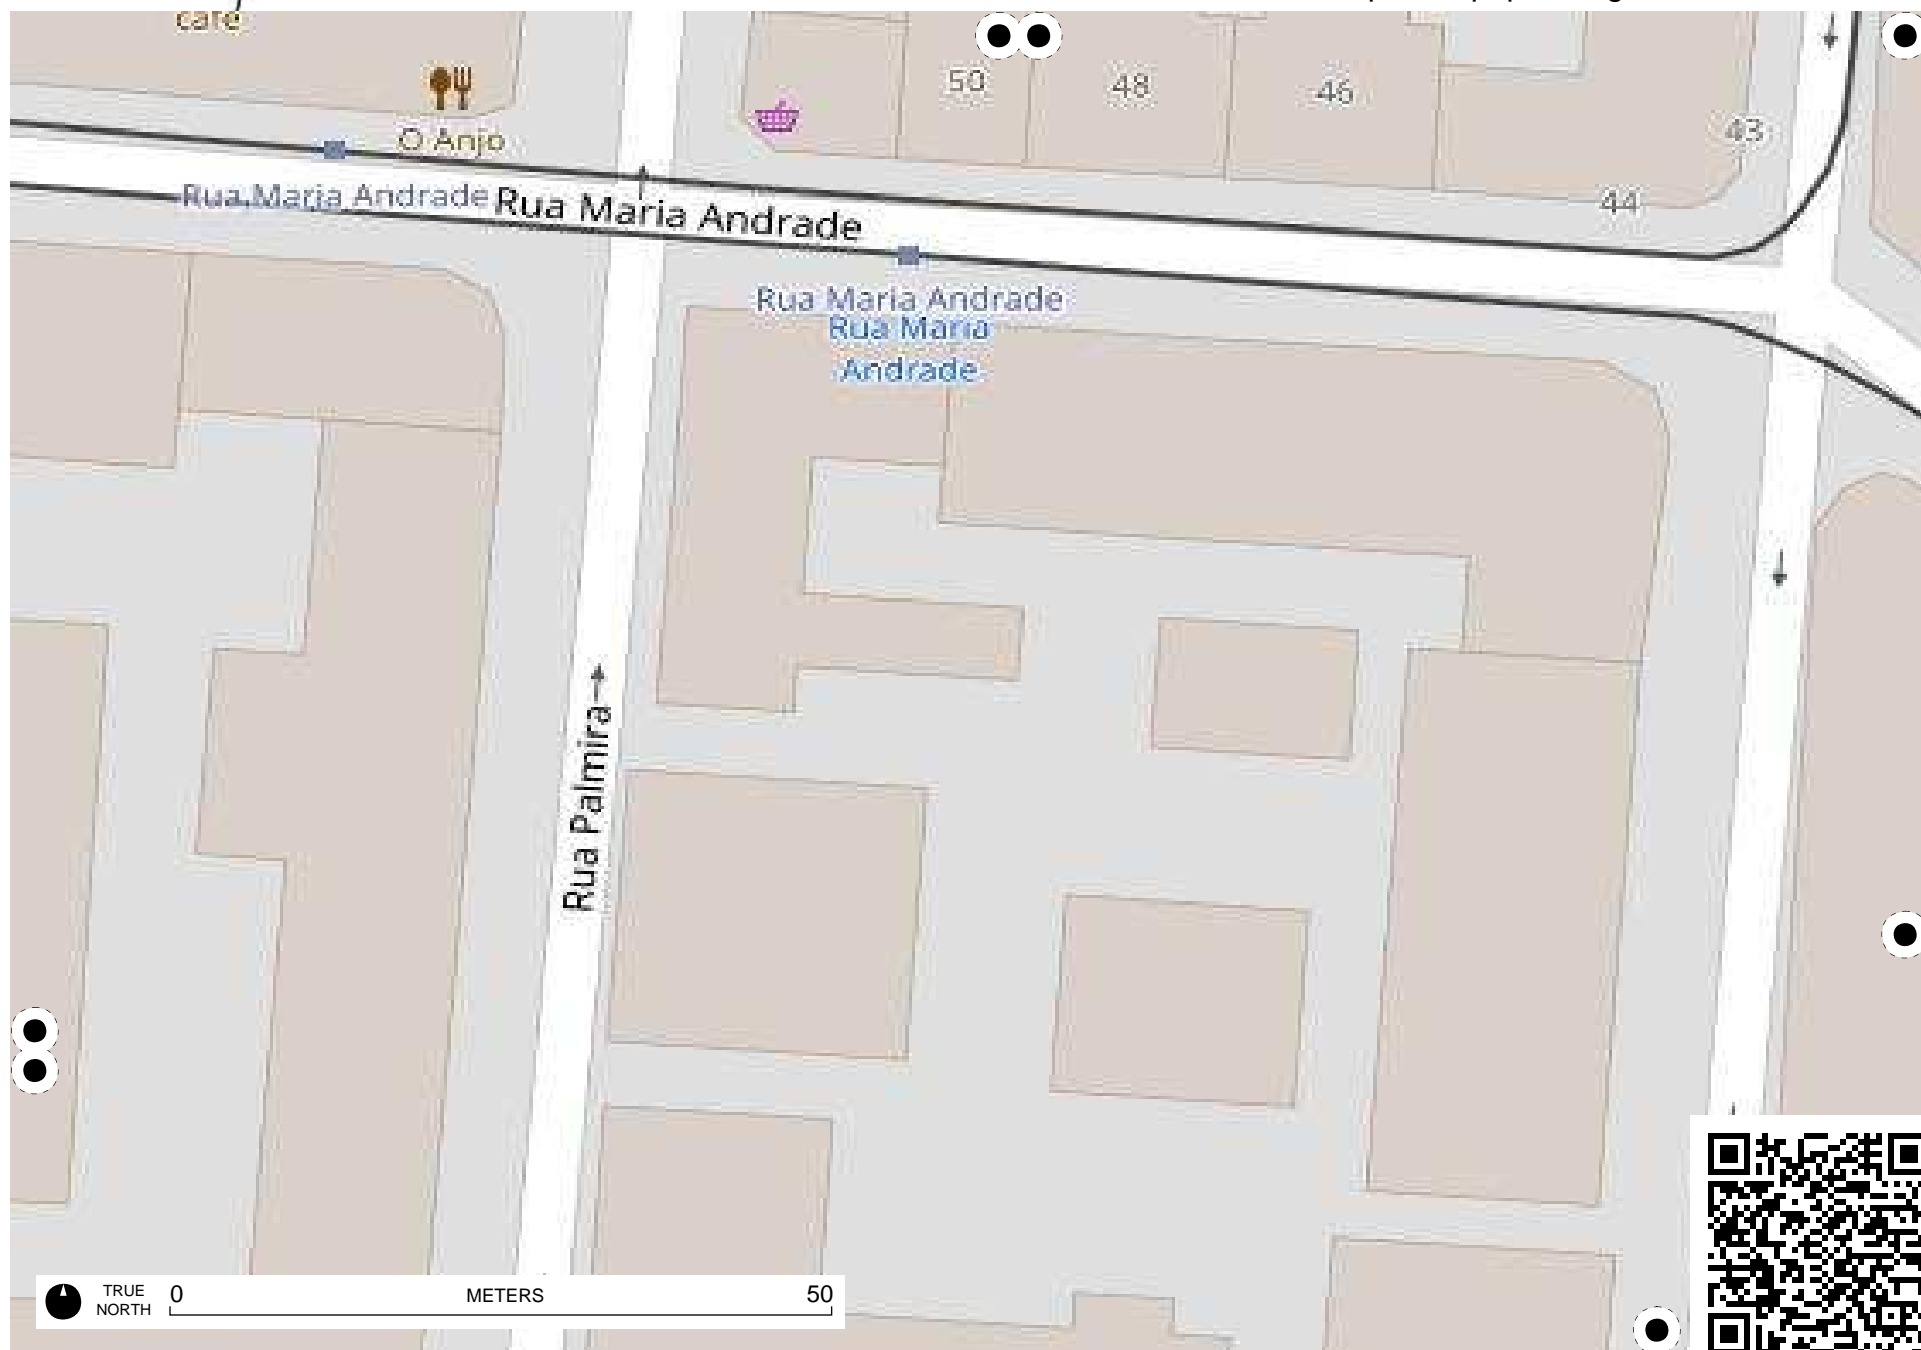 café
50
48
46
43
O Anjo
44
Rua Maria Andrade
Rua Maria Andrade
Rua Maria Andrade
Rua Maria
Andrade
Rua Palmira
TRUE
NORTH
0
METERS
50